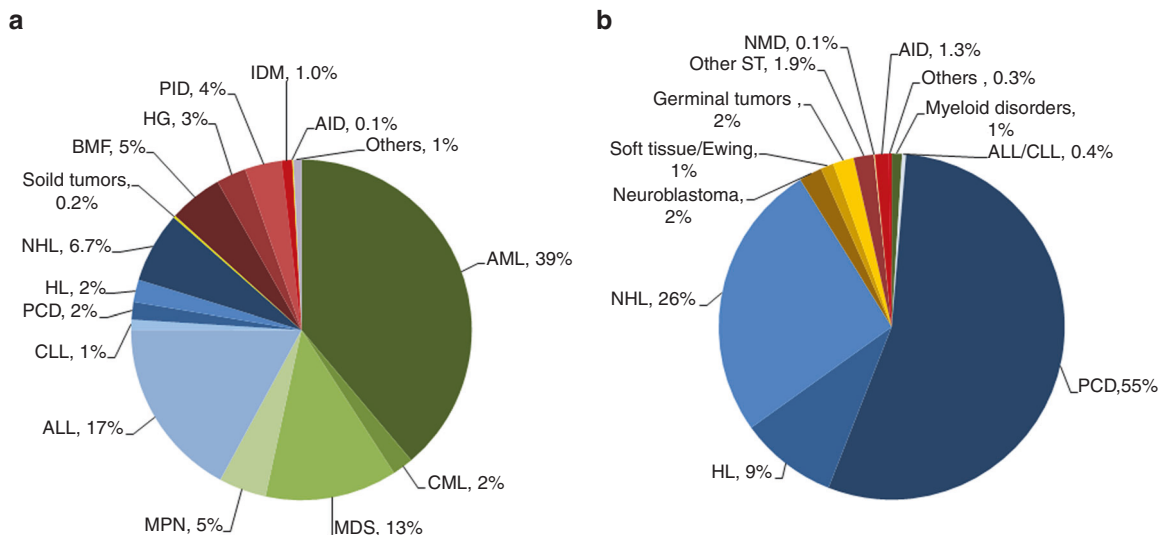 a
IDM, 1.0%
PID, 4%
HG, 3%
AID, 0.1%
Others, 1%
BMF, 5%
Soild tumors,
0.2%
NHL, 6.7%
HL, 2%
PCD, 2%
CLL, 1%
ALL, 17%
MPN, 5%
MDS, 13%
CML, 2%
AML, 39%
b
NMD, 0.1%
AID, 1.3%
Other ST, 1.9%
Others , 0.3%
Germinal tumors ,
2%
Myeloid disorders,
1%
Soft tissue/Ewing,
1%
ALL/CLL, 0.4%
Neuroblastoma,
2%
NHL, 26%
PCD,55%
HL, 9%